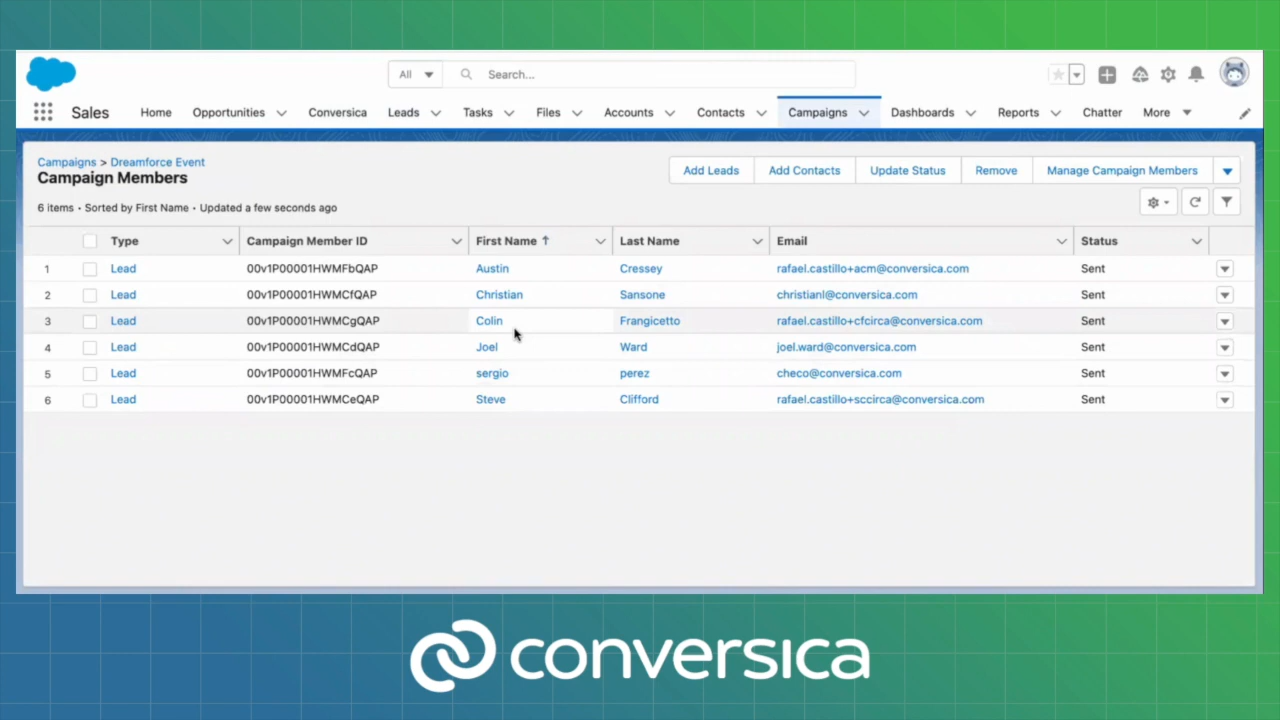 All Search...
Sales Home Opportunities Conversica Leads Tasks Files Accounts Contacts Campaigns Dashboards Reports Chatter More
Campaigns > Dreamforce Event
Campaign Members
Add Leads Add Contacts Update Status Remove Manage Campaign Members
6 items • Sorted by First Name • Updated a few seconds ago
Type Campaign Member ID First Name ↑ Last Name Email Status
1 Lead 00v1P00001HWMFbQAP Austin Cressey rafael.castillo+acm@conversica.com Sent
2 Lead 00v1P00001HWMCfQAP Christian Sansone christianl@conversica.com Sent
3 Lead 00v1P00001HWMCgQAP Colin Frangicetto rafael.castillo+cfcirca@conversica.com Sent
4 Lead 00v1P00001HWMCdQAP Joel Ward joel.ward@conversica.com Sent
5 Lead 00v1P00001HWMFcQAP sergio perez checo@conversica.com Sent
6 Lead 00v1P00001HWMCeQAP Steve Clifford rafael.castillo+sccirca@conversica.com Sent
conversica